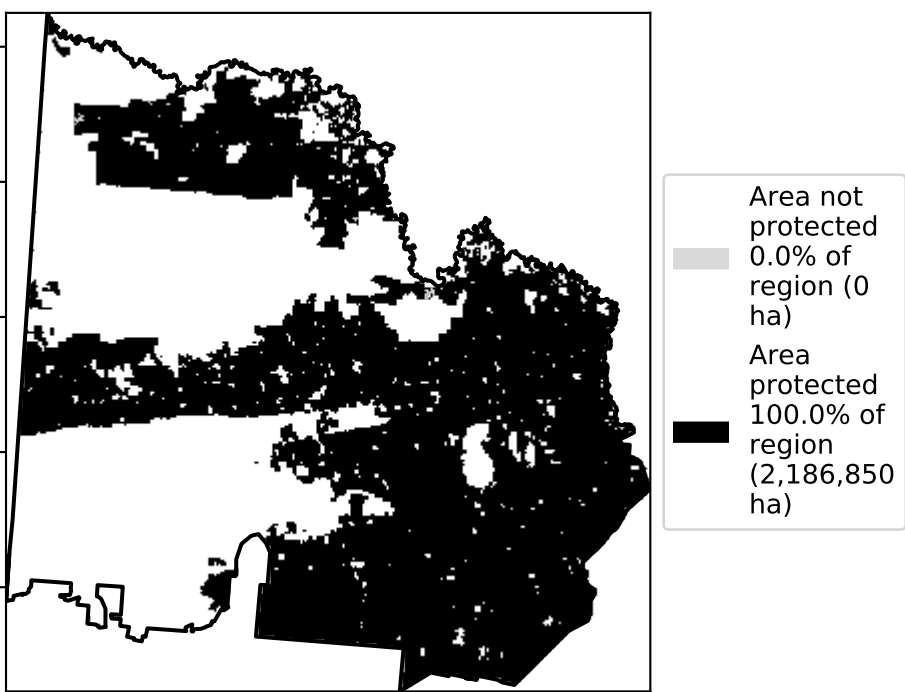 Area not
protected
0.0% of
region (0
ha)
Area
protected
100.0% of
region
(2,186,850
ha)